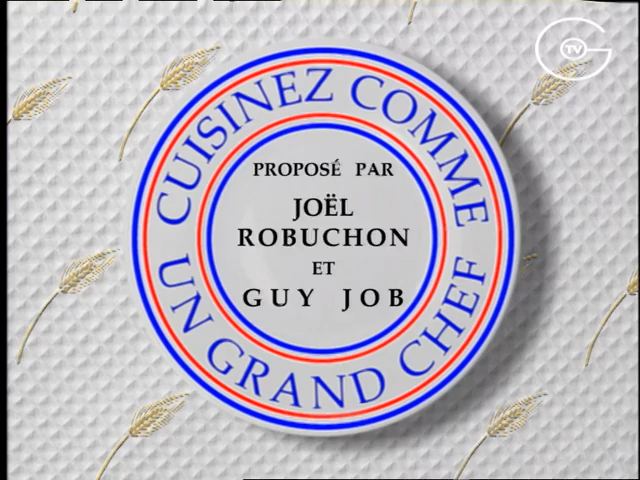 CUISINEZ COMME
UN GRAND CHEF
PROPOSÉ PAR
JOËL
ROBUCHON
ET
GUY JOB
G TV